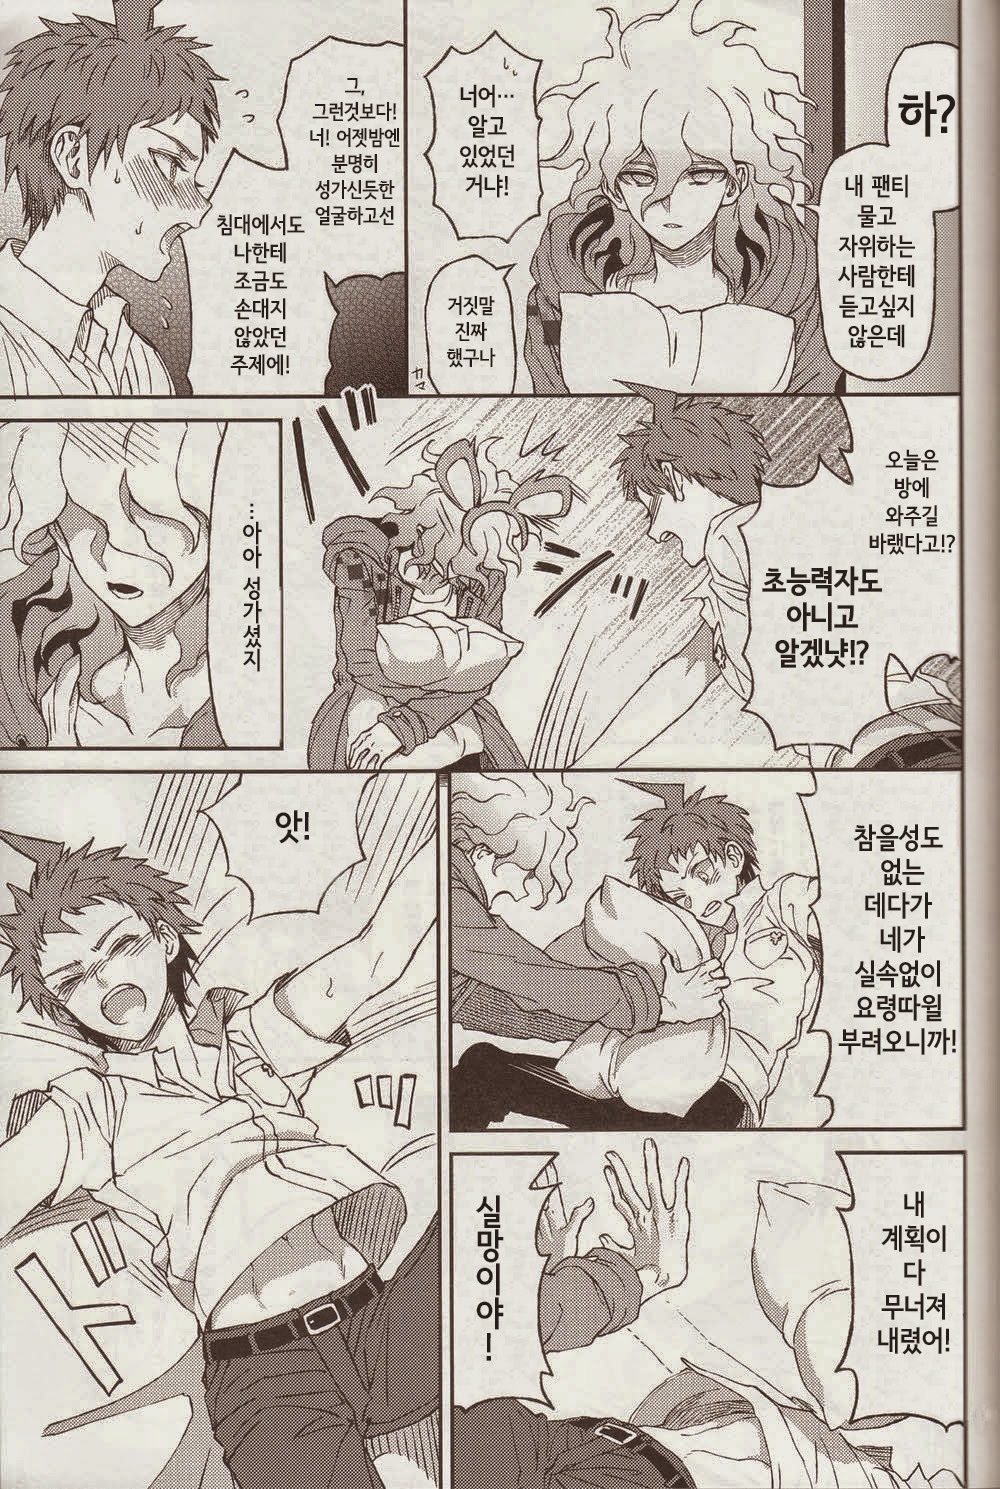 하?
내 팬티
물고
자위하는
사람한테
듣고싶지
않은데
너어…
알고
있었던
거냐!
거짓말
진짜
했구나
그,
그런것보다!
너! 어젯밤엔
분명히
성가신듯한
얼굴하고선
침대에서도
나한테
조금도
손대지
않았던
주제에!
오늘은
방에
와주길
바랬다고!?
초능력자도
아니고
알겠냣!?
…아아 성가셨지
참을성도
없는
데다가
네가
실속없이
요령따윌
부려오니까!
앗!
ドッ
내
계획이
다
무너져
내렸어!
실망이야!